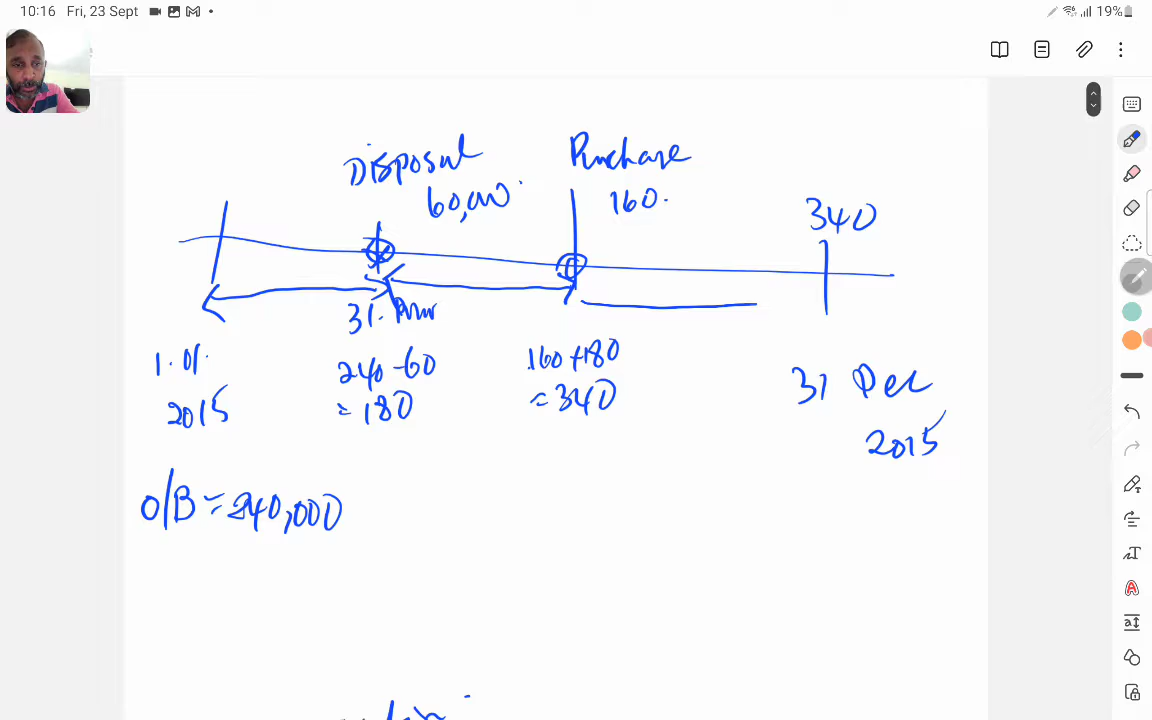 10:16 Fri, 23 Sept
19%
Disposal
60,000
Purchase
160.
340
31.
1.01.
2015
240-60
=180
160+180
=340
31 Dec
2015
O/B = 240,000